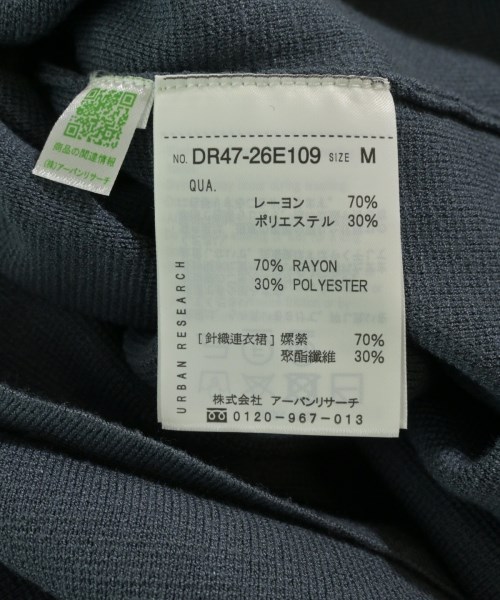 商品の関連情報
(株)アーバンリサーチ
NO. DR47-26E109 SIZE M
QUA.
レーヨン 70%
ポリエステル 30%
70% RAYON
30% POLYESTER
[針織連衣裙] 嫘縈 70%
聚酯纖維 30%
URBAN RESEARCH
株式会社 アーバンリサーチ
0120-967-013